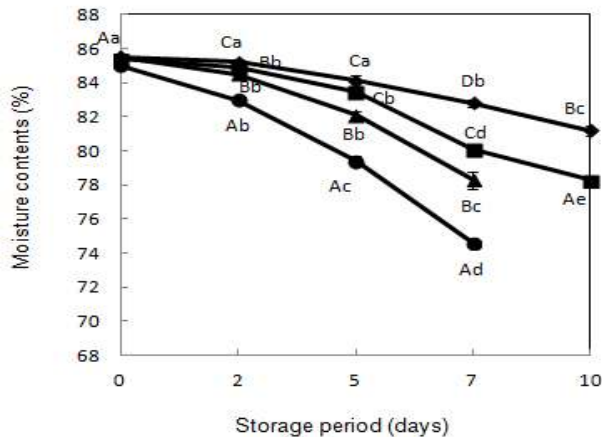 88
86
84
82
80
78
76
74
72
70
68
Moisture contents (%)
Aa
Ca
Bb
Bb
Ab
Ca
Cb
Bb
Ac
Db
Cd
Bc
Ad
Bc
Ae
0 2 5 7 10
Storage period (days)